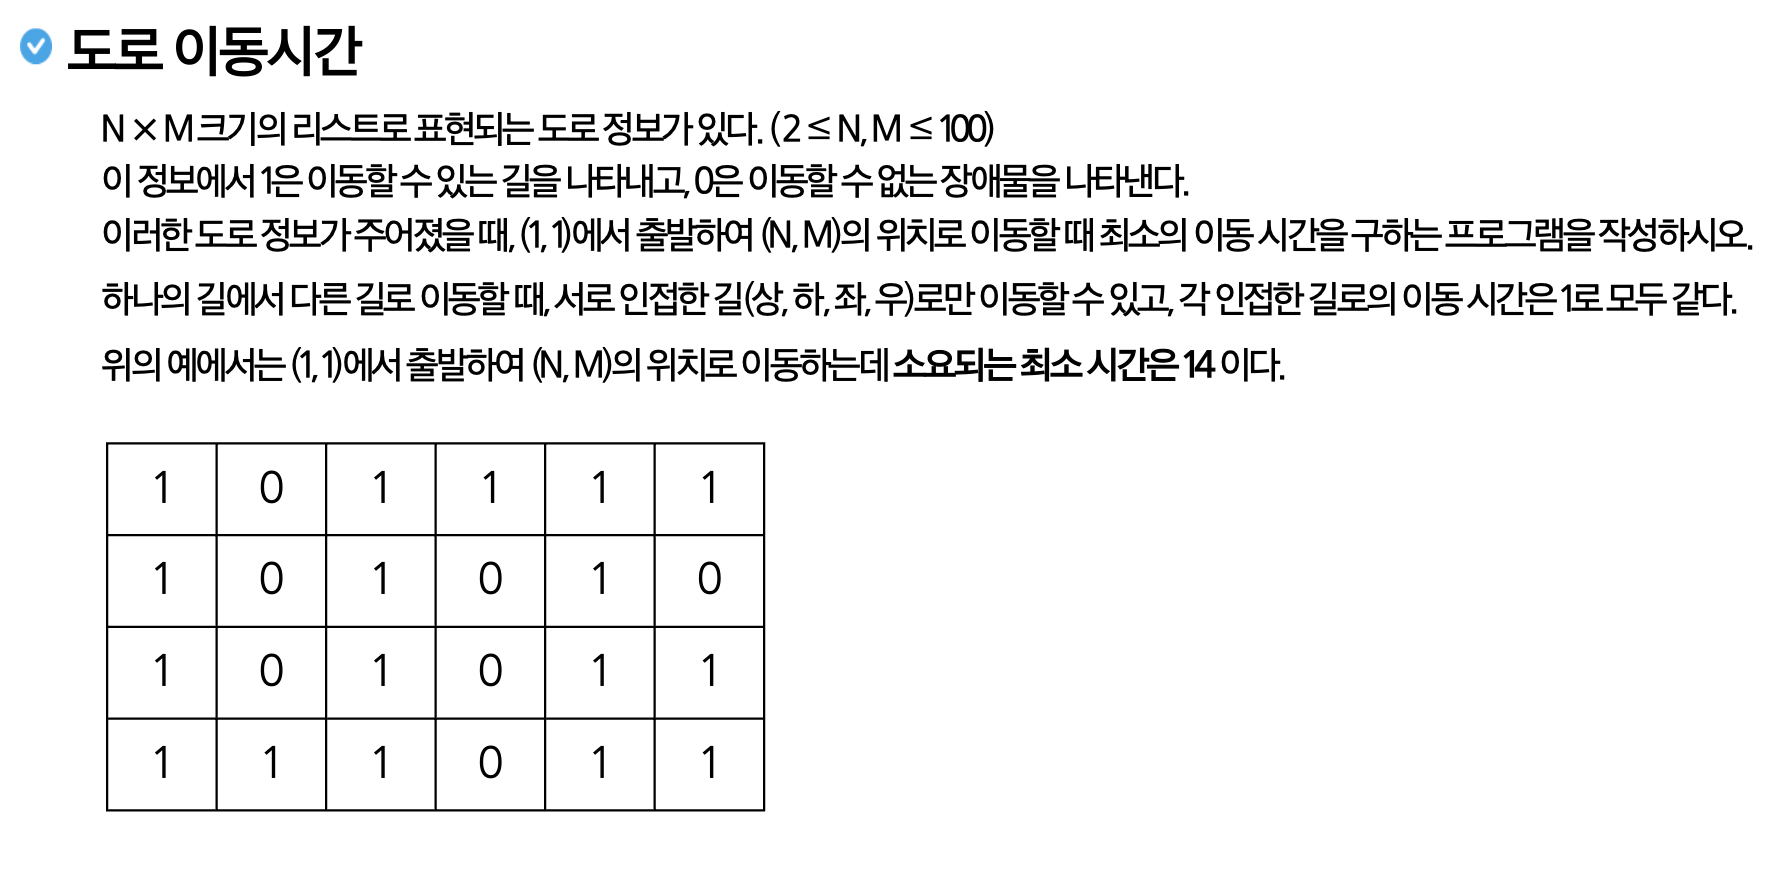 도로 이동시간
N × M 크기의 리스트로 표현되는 도로 정보가 있다. (2 ≤ N, M ≤ 100)
이 정보에서 1은 이동할 수 있는 길을 나타내고, 0은 이동할 수 없는 장애물을 나타낸다.
이러한 도로 정보가 주어졌을 때, (1, 1)에서 출발하여 (N, M)의 위치로 이동할 때 최소의 이동 시간을 구하는 프로그램을 작성하시오.
하나의 길에서 다른 길로 이동할 때, 서로 인접한 길(상, 하, 좌, 우)로만 이동할 수 있고, 각 인접한 길로의 이동 시간은 1로 모두 같다.
위의 예에서는 (1, 1)에서 출발하여 (N, M)의 위치로 이동하는데 소요되는 최소 시간은 14 이다.
1 0 1 1 1 1
1 0 1 0 1 0
1 0 1 0 1 1
1 1 1 0 1 1